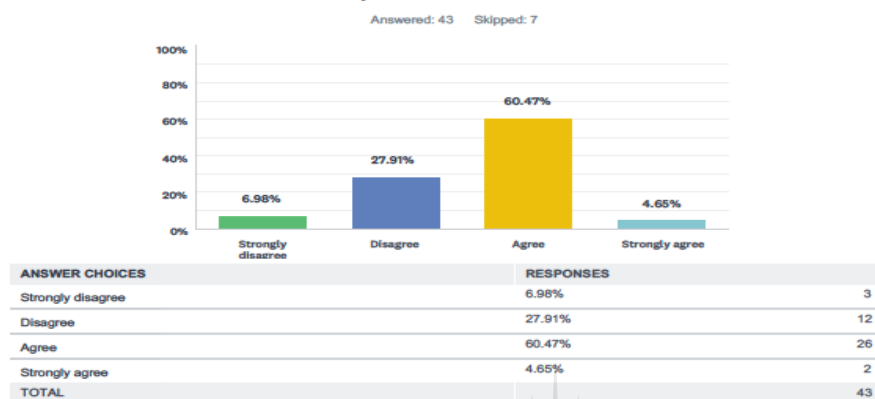 Answered: 43 Skipped: 7
100%
80%
60%
40%
20%
0%
6.98%
27.91%
60.47%
4.65%
Strongly disagree
Disagree
Agree
Strongly agree
ANSWER CHOICES RESPONSES
Strongly disagree 6.98% 3
Disagree 27.91% 12
Agree 60.47% 26
Strongly agree 4.65% 2
TOTAL 43